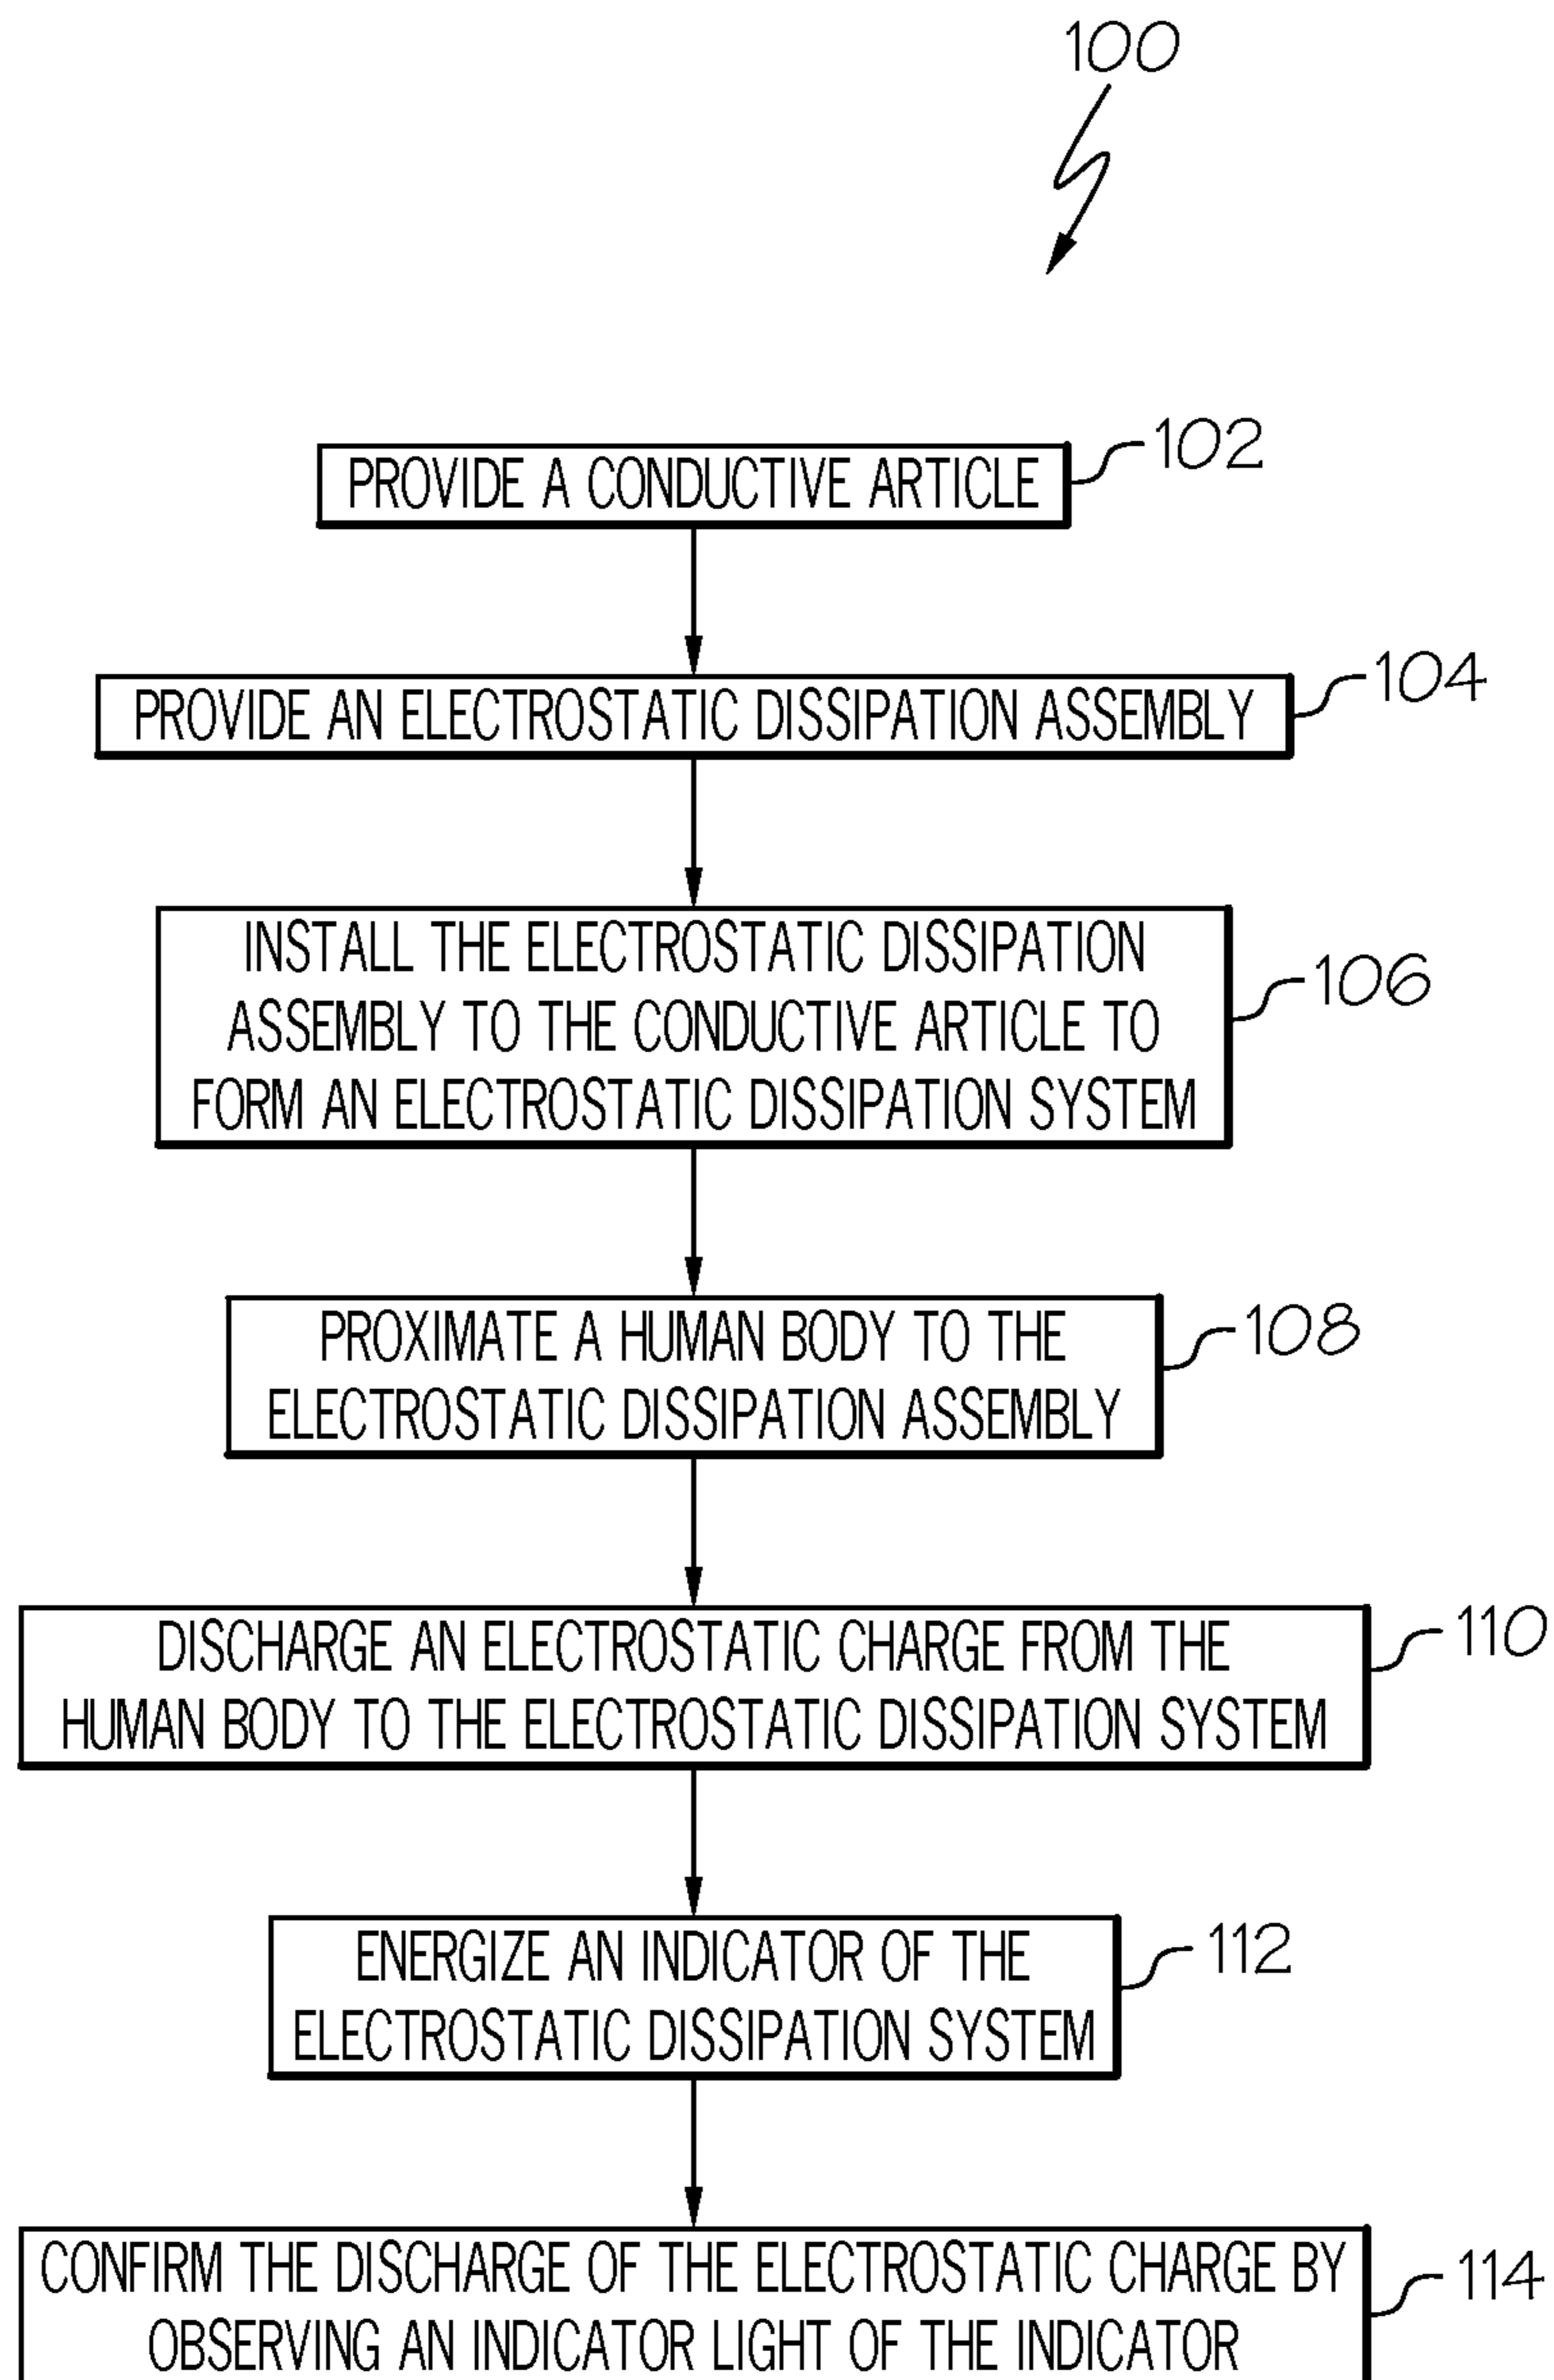 100
PROVIDE A CONDUCTIVE ARTICLE
102
PROVIDE AN ELECTROSTATIC DISSIPATION ASSEMBLY
104
INSTALL THE ELECTROSTATIC DISSIPATION
ASSEMBLY TO THE CONDUCTIVE ARTICLE TO
FORM AN ELECTROSTATIC DISSIPATION SYSTEM
106
PROXIMATE A HUMAN BODY TO THE
ELECTROSTATIC DISSIPATION ASSEMBLY
108
DISCHARGE AN ELECTROSTATIC CHARGE FROM THE
HUMAN BODY TO THE ELECTROSTATIC DISSIPATION SYSTEM
110
ENERGIZE AN INDICATOR OF THE
ELECTROSTATIC DISSIPATION SYSTEM
112
CONFIRM THE DISCHARGE OF THE ELECTROSTATIC CHARGE BY
OBSERVING AN INDICATOR LIGHT OF THE INDICATOR
114